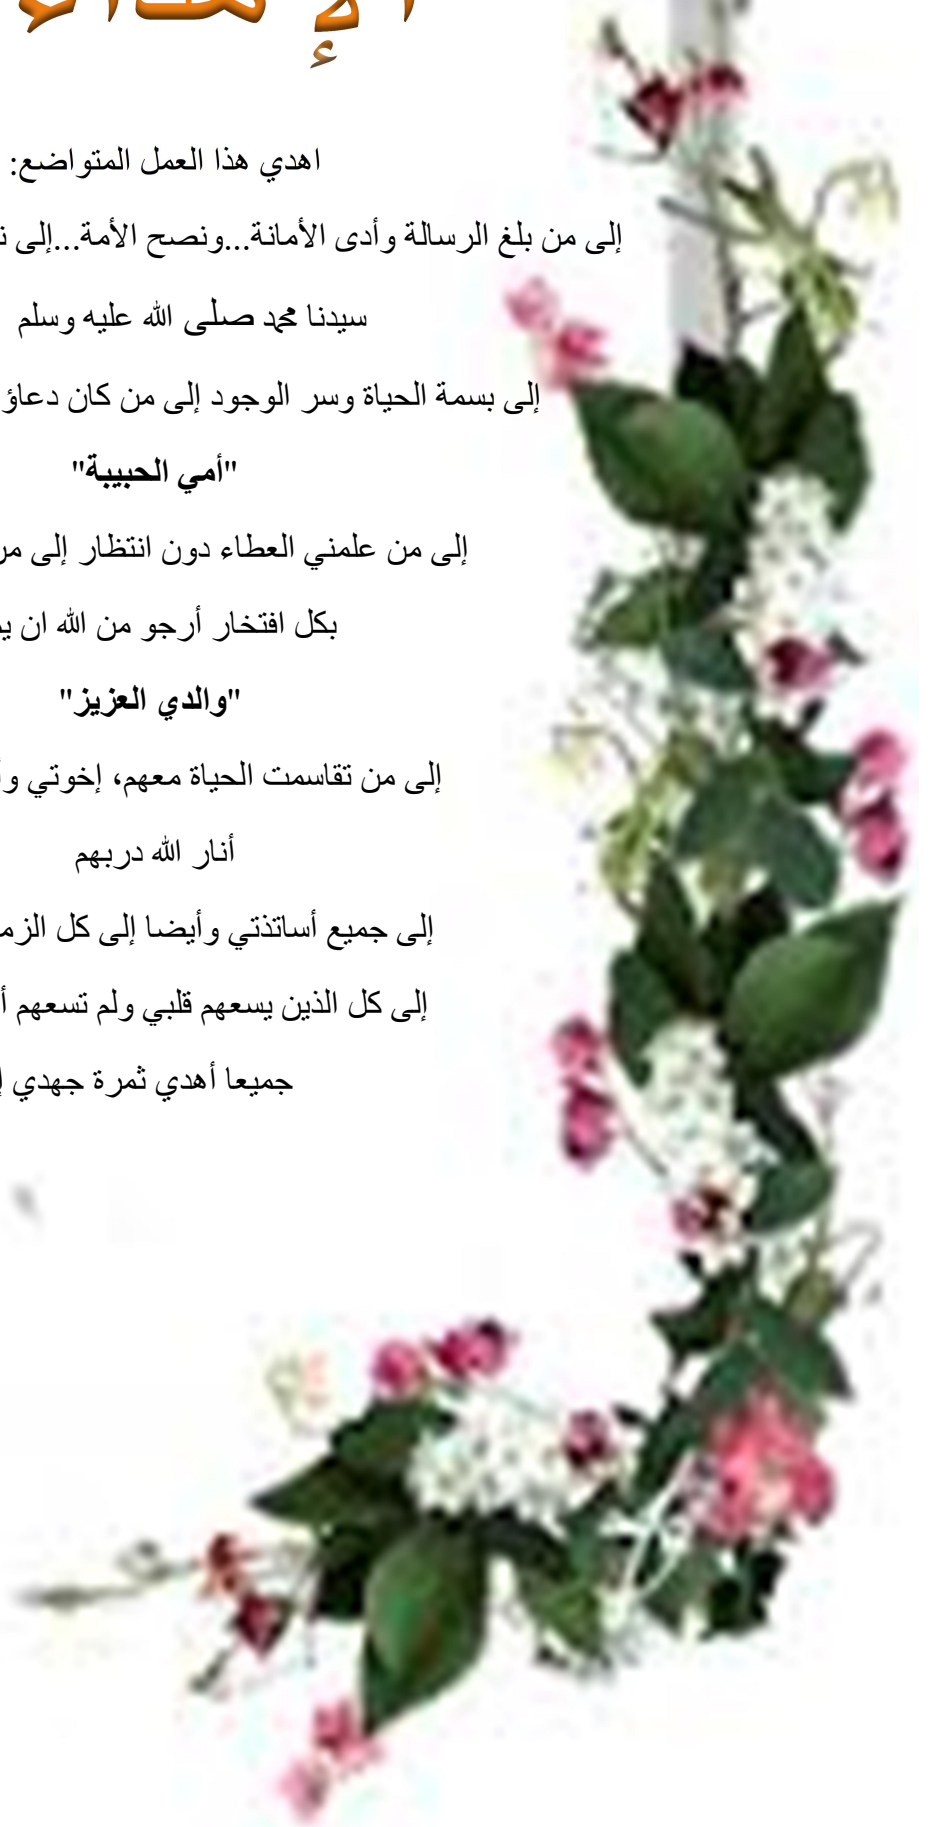 الإهداء
اهدي هذا العمل المتواضع:
إلى من بلغ الرسالة وأدى الأمانة...ونصح الأمة...إلى
سيدنا محمد صلى الله عليه وسلم
إلى بسمة الحياة وسر الوجود إلى من كان
"أمي الحبيبة"
إلى من علمني العطاء دون انتظار إلى
بكل افتخار أرجو من الله ان
"والدي العزيز"
إلى من تقاسمت الحياة معهم، إخوتي
أنار الله دربهم
إلى جميع أساتذتي وأيضا إلى كل
إلى كل الذين يسعهم قلبي ولم تسعهم
جميعا أهدي ثمرة جهدي